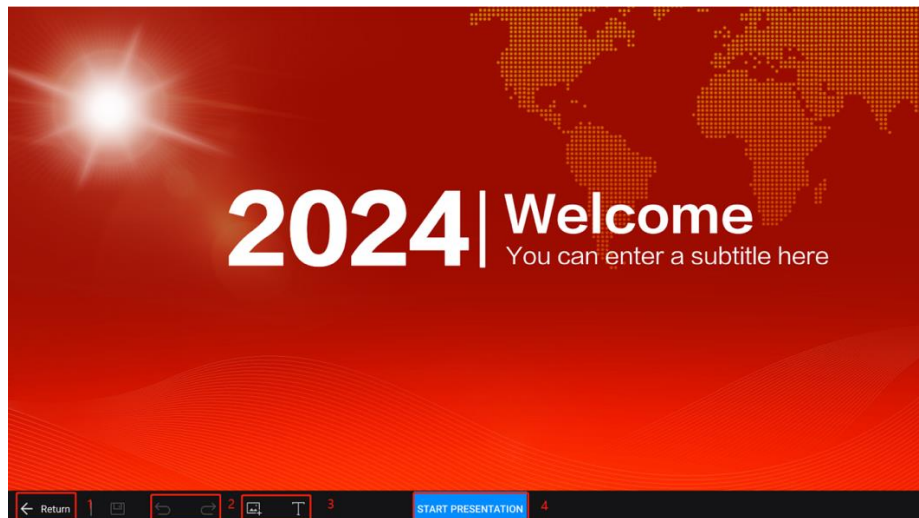 2024
Welcome
You can enter a subtitle here
Return 1 2 T 3 START PRESENTATION 4